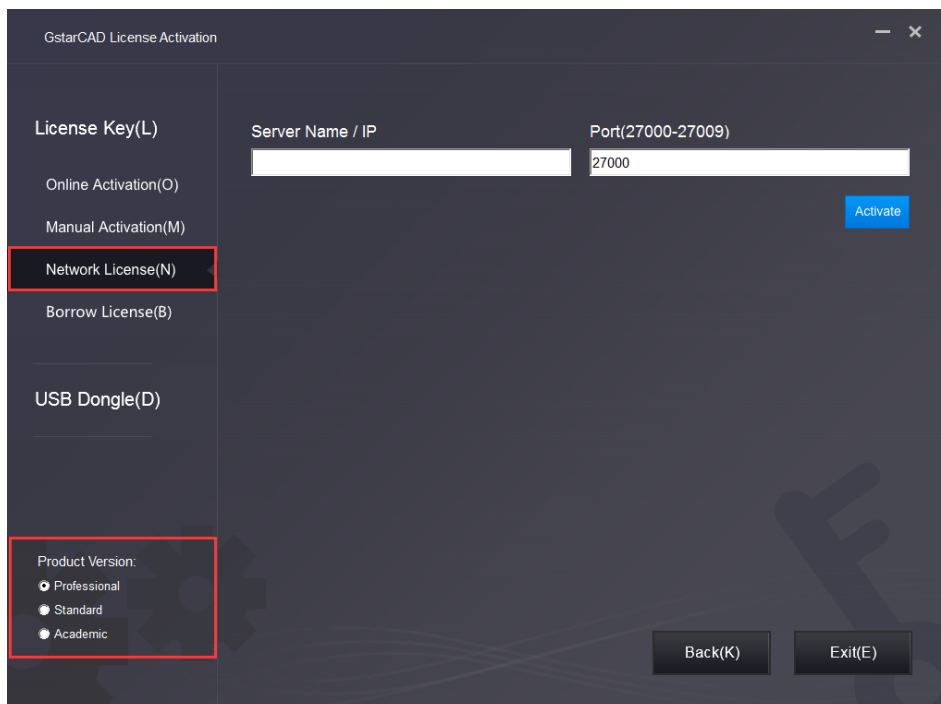 GstarCAD License Activation
License Key(L)
Online Activation(O)
Manual Activation(M)
Network License(N)
Borrow License(B)
USB Dongle(D)
Product Version:
Professional
Standard
Academic
Server Name / IP
Port(27000-27009)
27000
Activate
Back(K)
Exit(E)